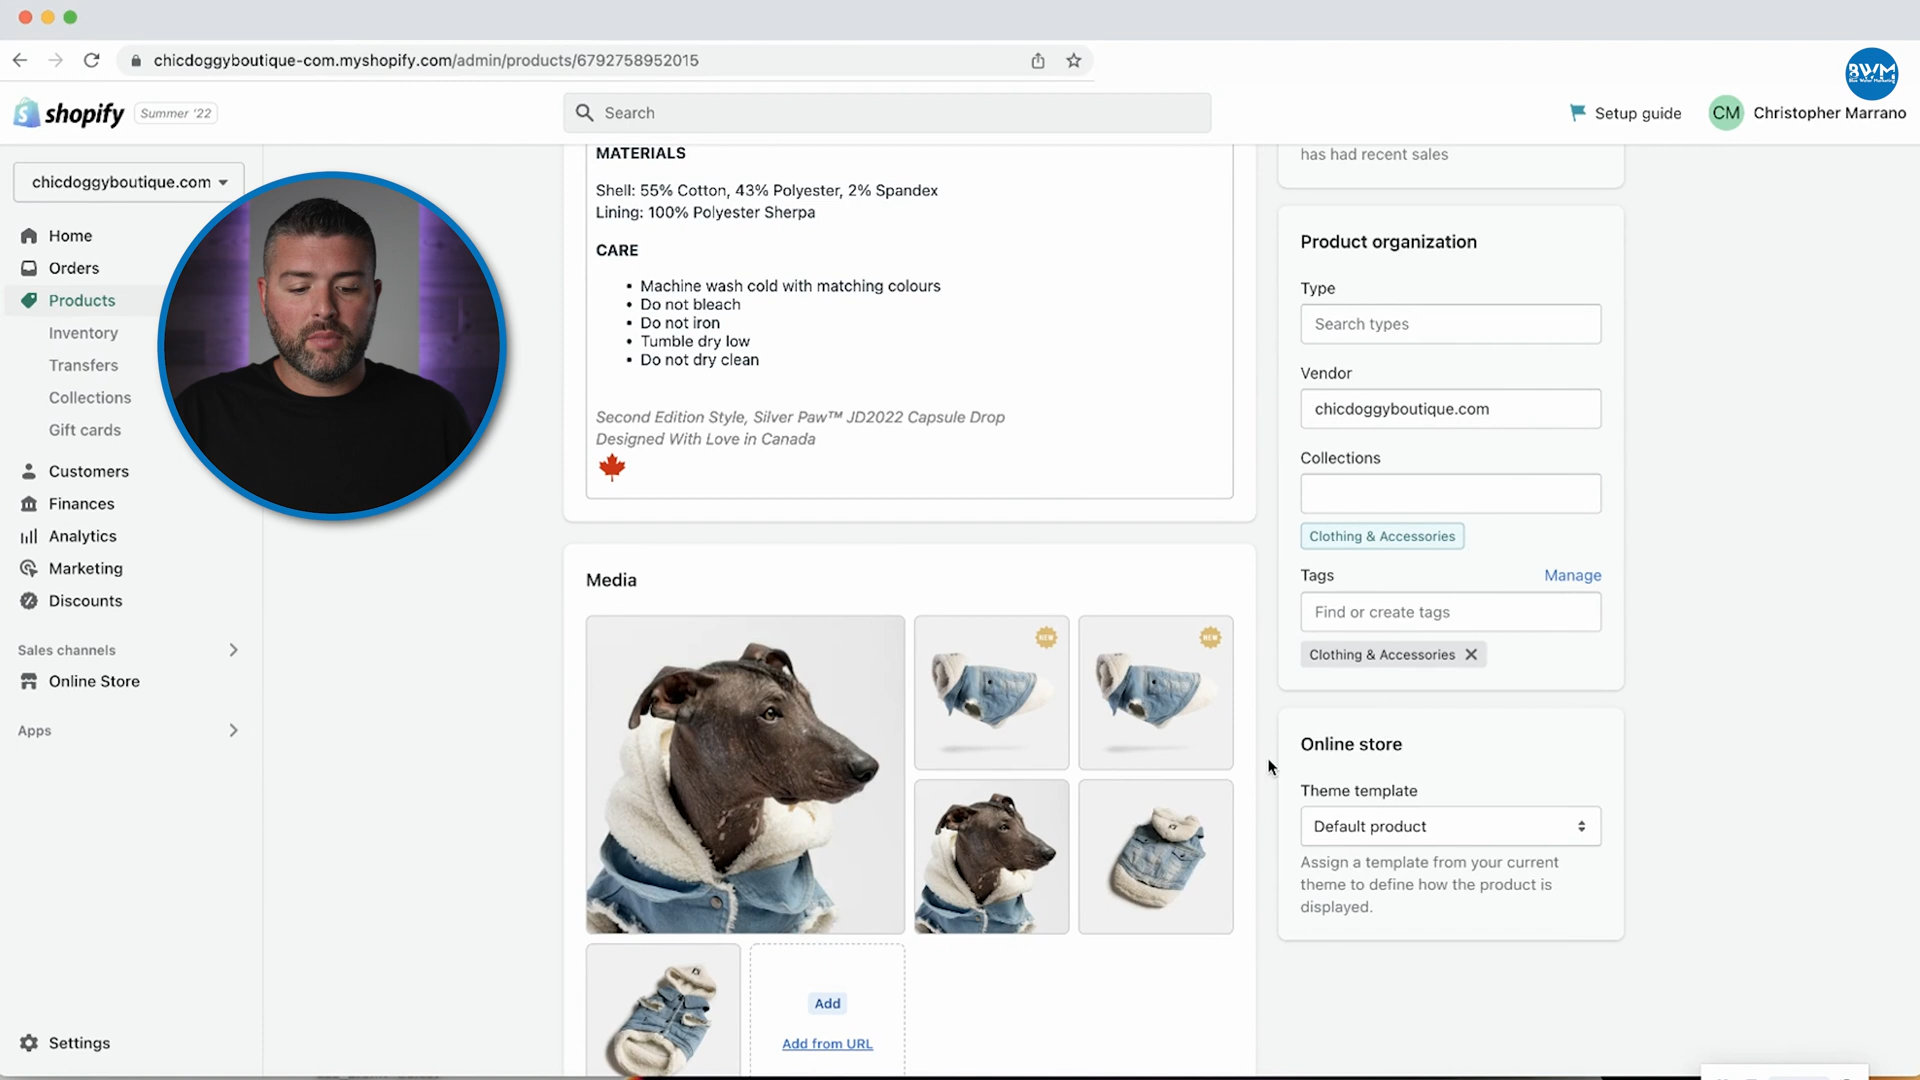 chicdoggyboutique-com.myshopify.com/admin/products/6792758952015
BWM
shopify
Summer '22
Search
Setup guide
CM
Christopher Marrano
chicdoggyboutique.com
Home
Orders
Products
Inventory
Transfers
Collections
Gift cards
Customers
Finances
Analytics
Marketing
Discounts
Sales channels
Online Store
Apps
Settings
MATERIALS
Shell: 55% Cotton, 43% Polyester, 2% Spandex
Lining: 100% Polyester Sherpa
CARE
Machine wash cold with matching colours
Do not bleach
Do not iron
Tumble dry low
Do not dry clean
Second Edition Style, Silver Paw™ JD2022 Capsule Drop
Designed With Love in Canada
Media
NEW
NEW
Add
Add from URL
has had recent sales
Product organization
Type
Search types
Vendor
chicdoggyboutique.com
Collections
Clothing & Accessories
Tags
Manage
Find or create tags
Clothing & Accessories
Online store
Theme template
Default product
Assign a template from your current
theme to define how the product is
displayed.